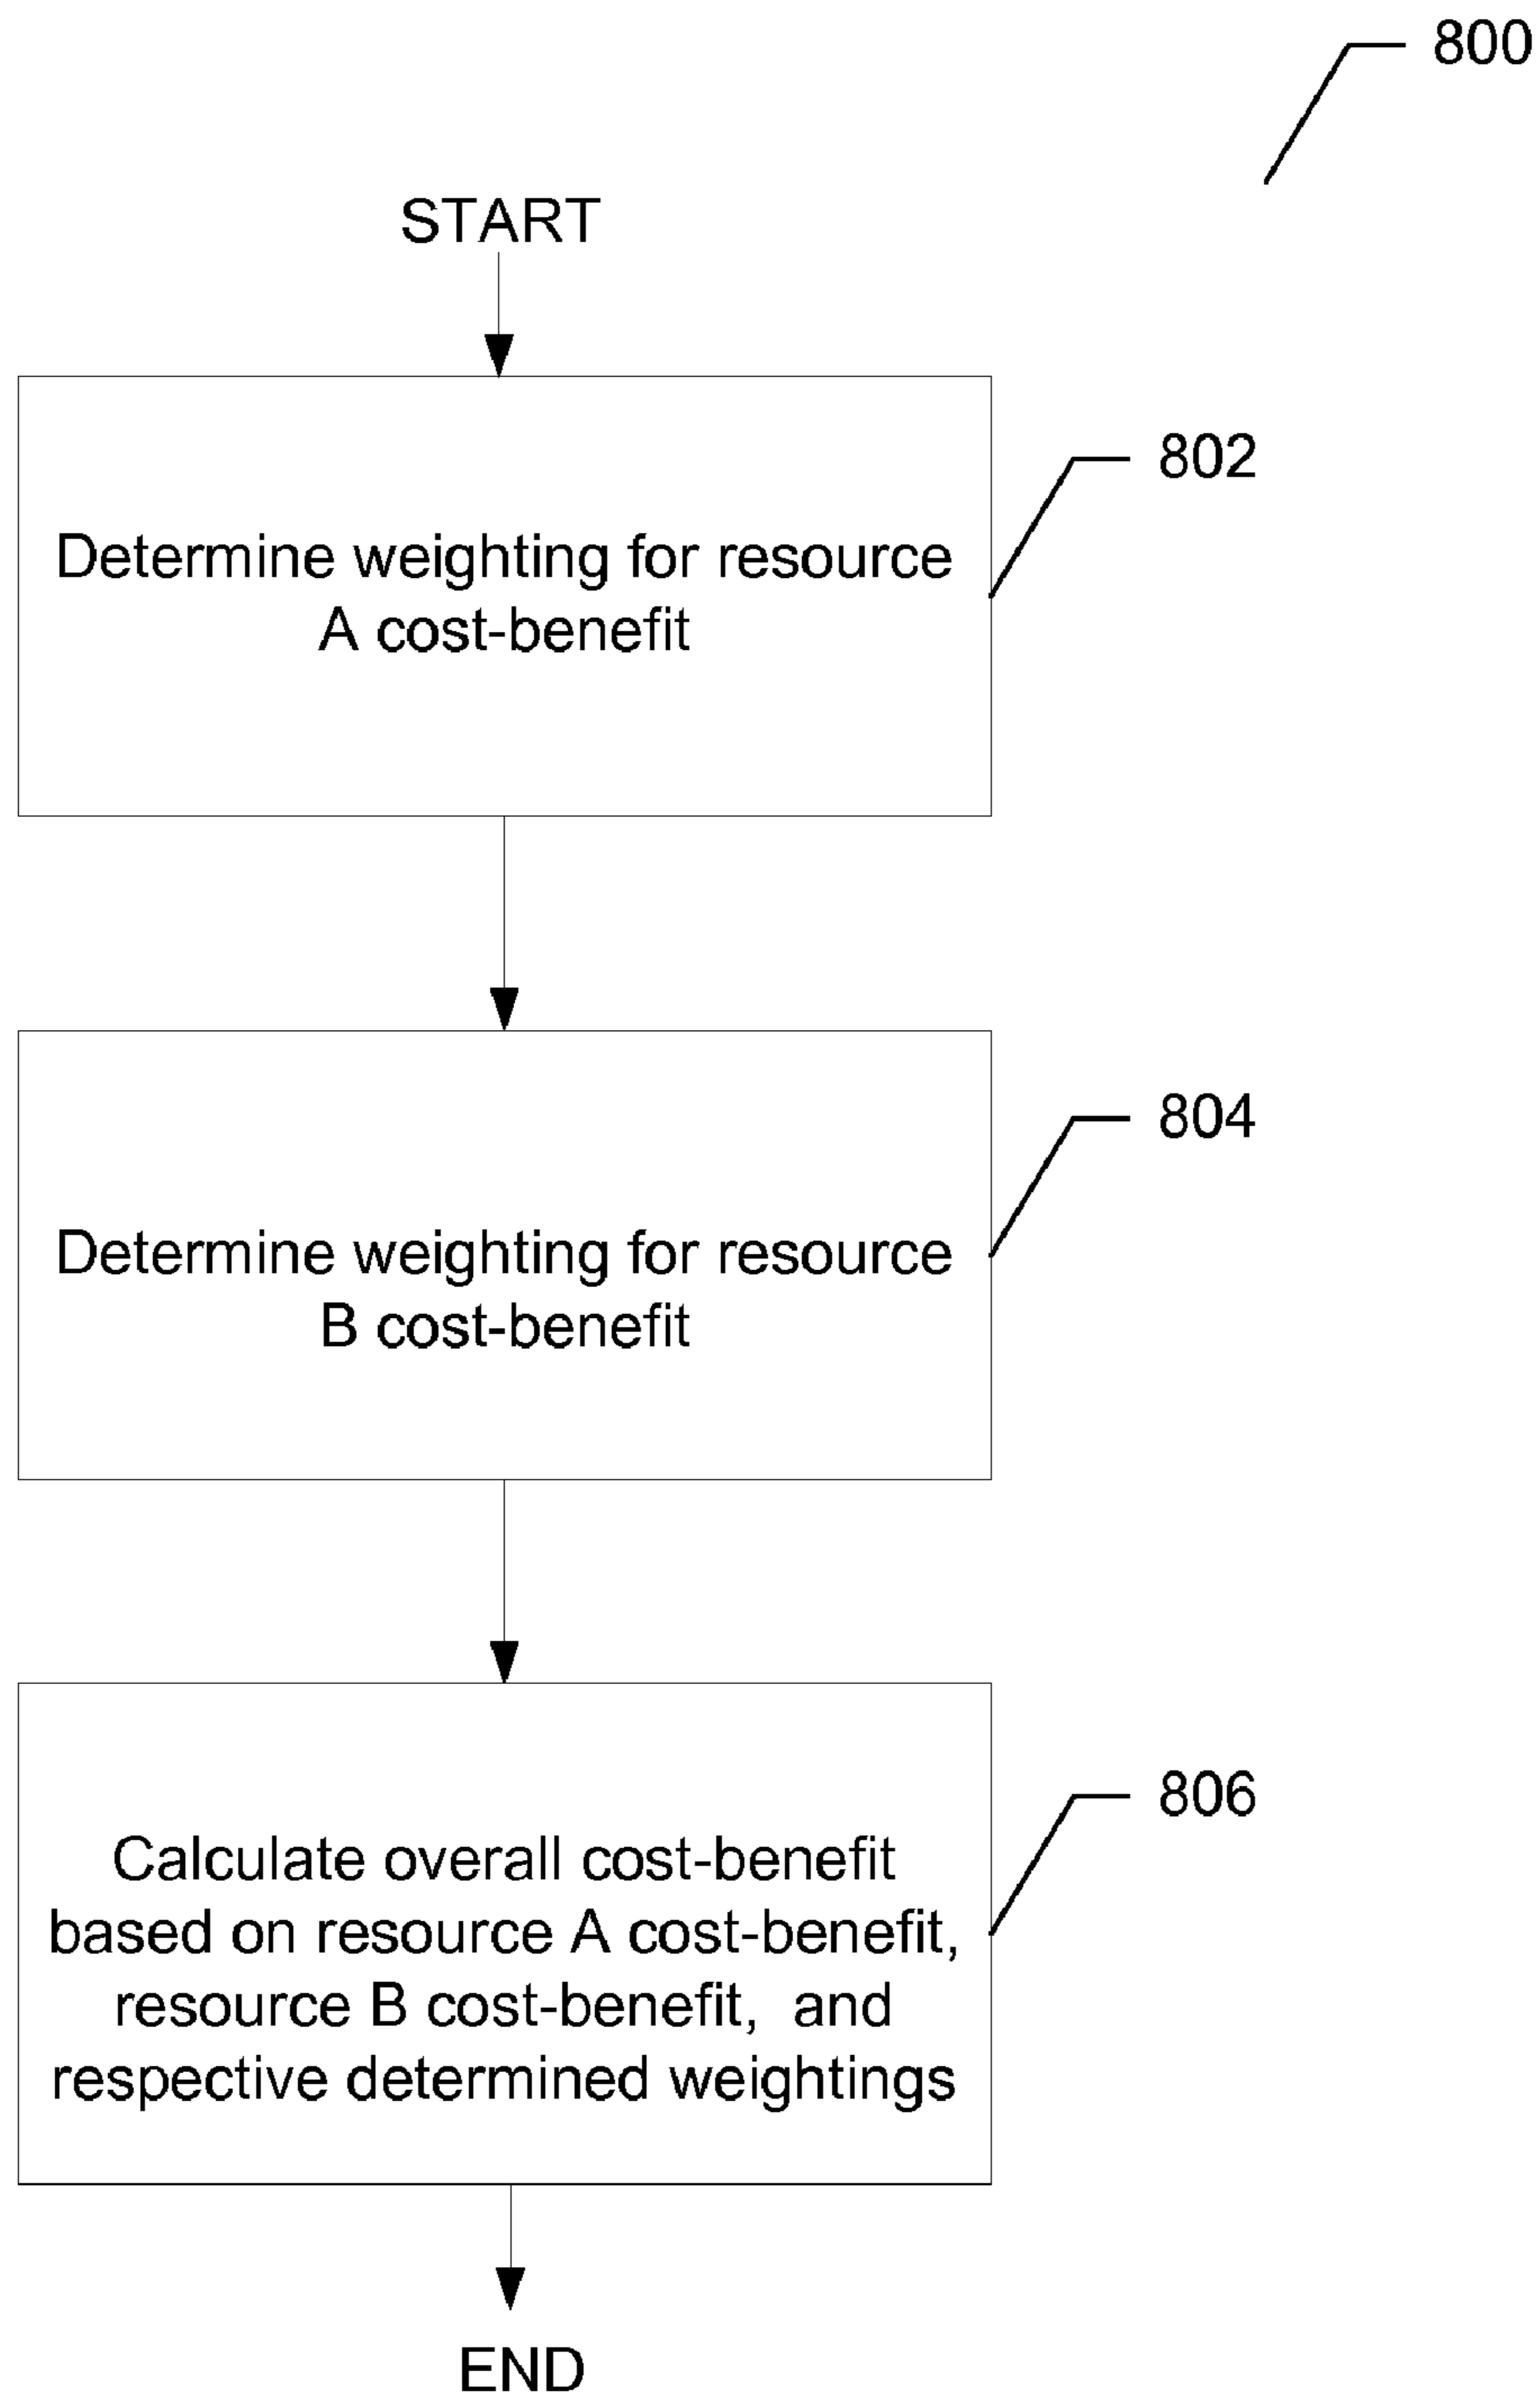 800
START
802
Determine weighting for resource
A cost-benefit
804
Determine weighting for resource
B cost-benefit
806
Calculate overall cost-benefit
based on resource A cost-benefit,
resource B cost-benefit,  and
respective determined weightings
END